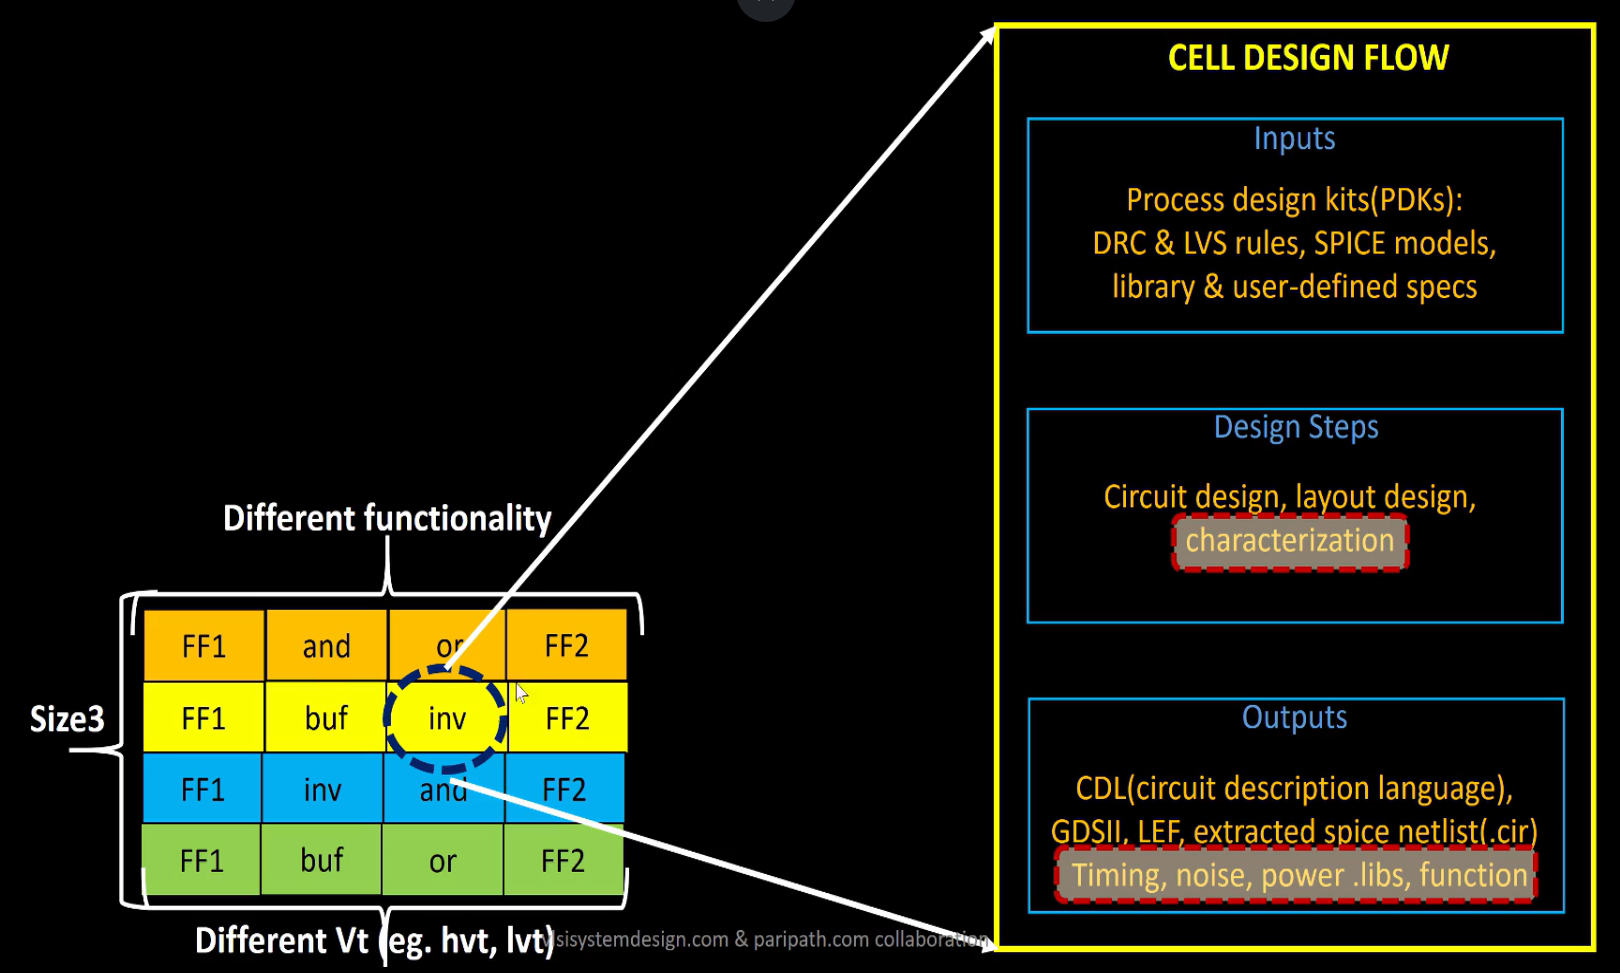 CELL DESIGN FLOW
Inputs
Process design kits(PDKs):
DRC & LVS rules, SPICE models,
library & user-defined specs
Design Steps
Circuit design, layout design,
characterization
Outputs
CDL(circuit description language),
GDSII, LEF, extracted spice netlist(.cir)
Timing, noise, power .libs, function
Different functionality
Size3
FF1 and or FF2
FF1 buf inv FF2
FF1 inv and FF2
FF1 buf or FF2
Different Vt (eg. hvt, lvt)
vlsisystemdesign.com & paripath.com collaboration